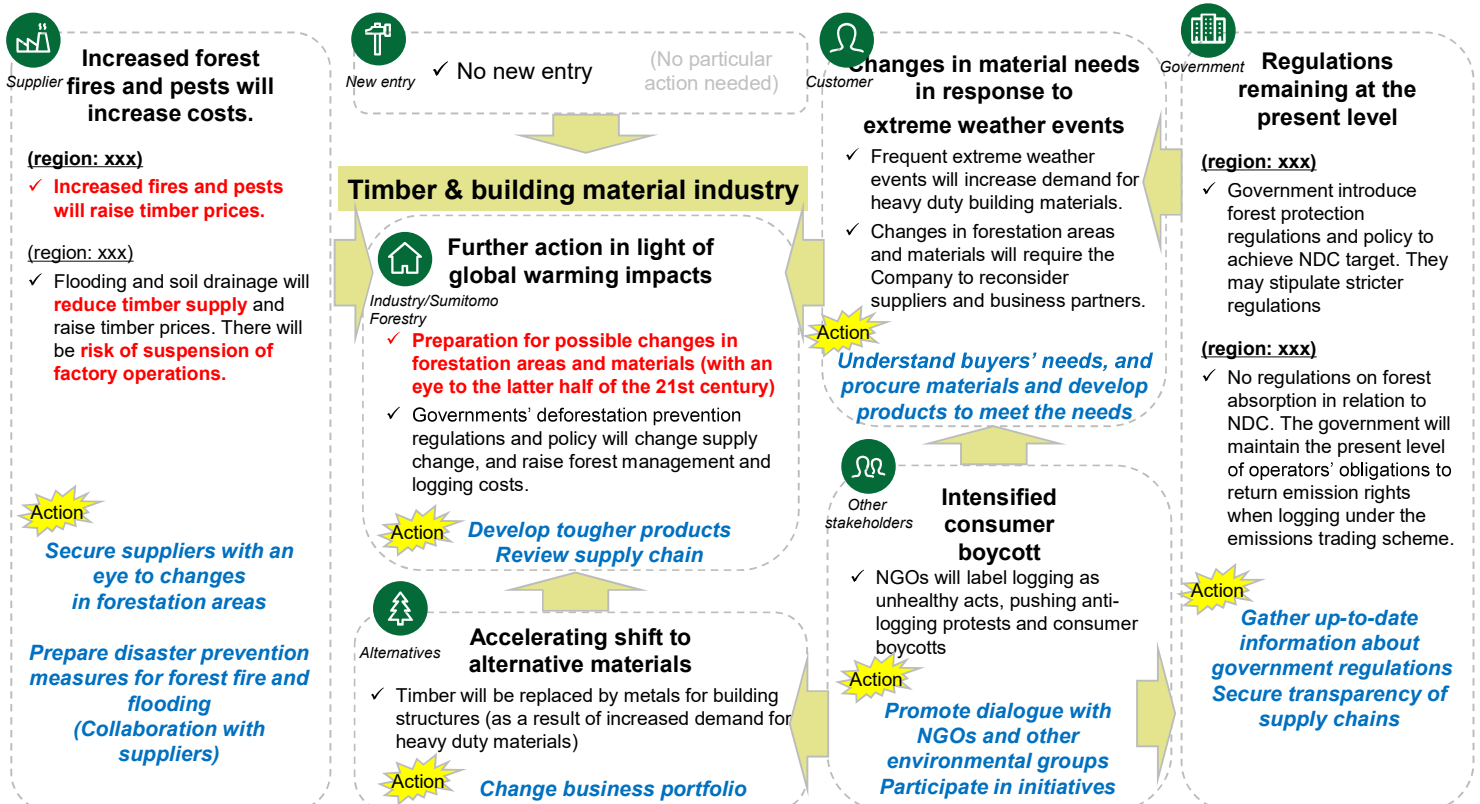 Supplier
Increased forest
fires and pests will
increase costs.
(region: xxx)
✓ Increased fires and pests
will raise timber prices.
(region: xxx)
✓ Flooding and soil drainage will
reduce timber supply and
raise timber prices. There will
be risk of suspension of
factory operations.
Action
Secure suppliers with an
eye to changes
in forestation areas
Prepare disaster prevention
measures for forest fire and
flooding
(Collaboration with
suppliers)
New entry
✓ No new entry
(No particular
action needed)
Timber & building material industry
Industry/Sumitomo
Forestry
Further action in light of
global warming impacts
✓ Preparation for possible changes in
forestation areas and materials (with an
eye to the latter half of the 21st century)
✓ Governments’ deforestation prevention
regulations and policy will change supply
change, and raise forest management and
logging costs.
Action
Develop tougher products
Review supply chain
Alternatives
Accelerating shift to
alternative materials
✓ Timber will be replaced by metals for building
structures (as a result of increased demand for
heavy duty materials)
Action
Change business portfolio
Customer
Changes in material needs
in response to
extreme weather events
✓ Frequent extreme weather
events will increase demand for
heavy duty building materials.
✓ Changes in forestation areas
and materials will require the
Company to reconsider
suppliers and business partners.
Action
Understand buyers’ needs, and
procure materials and develop
products to meet the needs
Other
stakeholders
Intensified
consumer
boycott
✓ NGOs will label logging as
unhealthy acts, pushing anti-
logging protests and consumer
boycotts
Action
Promote dialogue with
NGOs and other
environmental groups
Participate in initiatives
Government
Regulations
remaining at the
present level
(region: xxx)
✓ Government introduce
forest protection
regulations and policy to
achieve NDC target. They
may stipulate stricter
regulations
(region: xxx)
✓ No regulations on forest
absorption in relation to
NDC. The government will
maintain the present level
of operators’ obligations to
return emission rights
when logging under the
emissions trading scheme.
Action
Gather up-to-date
information about
government regulations
Secure transparency of
supply chains